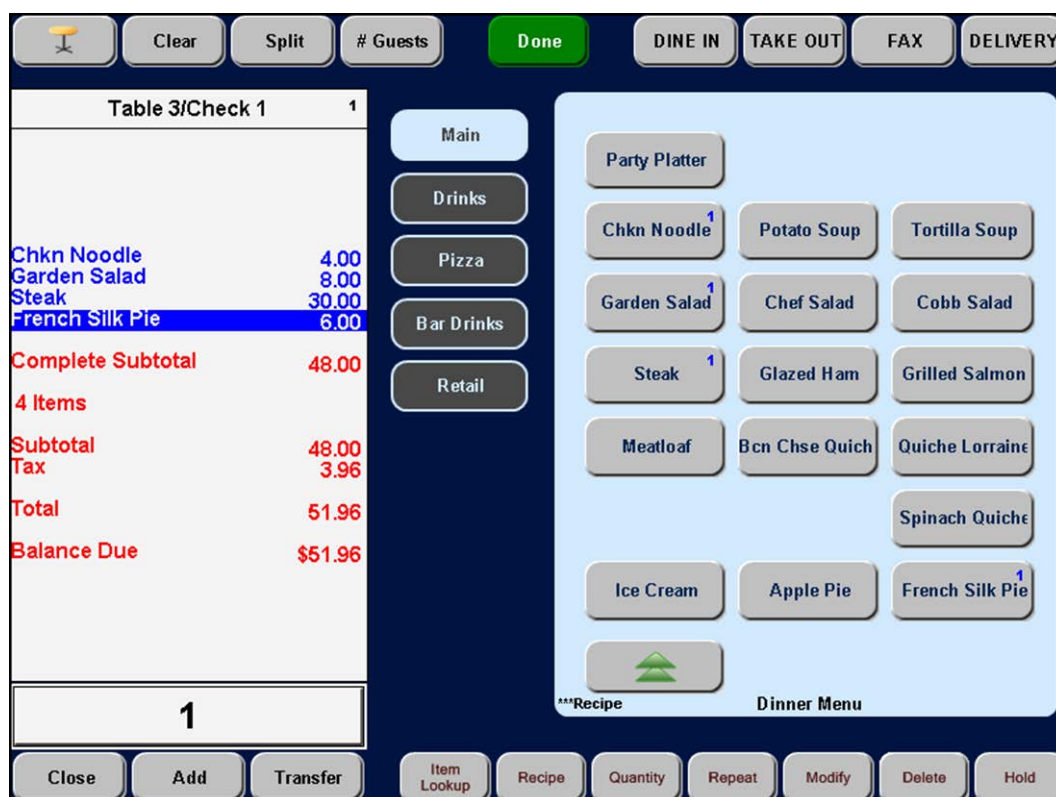 Clear Split # Guests Done DINE IN TAKE OUT FAX DELIVERY
Table 3/Check 1 1
Chkn Noodle 4.00
Garden Salad 8.00
Steak 30.00
French Silk Pie 6.00
Complete Subtotal 48.00
4 Items
Subtotal 48.00
Tax 3.96
Total 51.96
Balance Due $51.96
1
Close Add Transfer
Main
Drinks
Pizza
Bar Drinks
Retail
Party Platter
Chkn Noodle 1 Potato Soup Tortilla Soup
Garden Salad 1 Chef Salad Cobb Salad
Steak 1 Glazed Ham Grilled Salmon
Meatloaf Bcn Chse Quich Quiche Lorraine
Spinach Quiche
Ice Cream Apple Pie French Silk Pie 1
***Recipe Dinner Menu
Item Lookup Recipe Quantity Repeat Modify Delete Hold